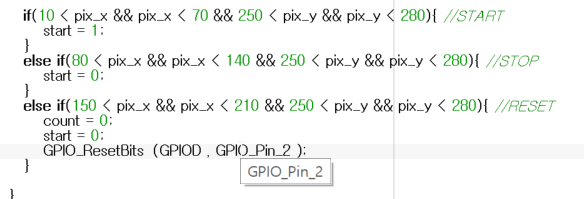 if(10 < pix_x && pix_x < 70 && 250 < pix_y && pix_y < 280){ //START
start = 1;
}
else if(80 < pix_x && pix_x < 140 && 250 < pix_y && pix_y < 280){ //STOP
start = 0;
}
else if(150 < pix_x && pix_x < 210 && 250 < pix_y && pix_y < 280){ //RESET
count = 0;
start = 0;
GPIO_ResetBits (GPIOD , GPIO_Pin_2 );
}
GPIO_Pin_2
}